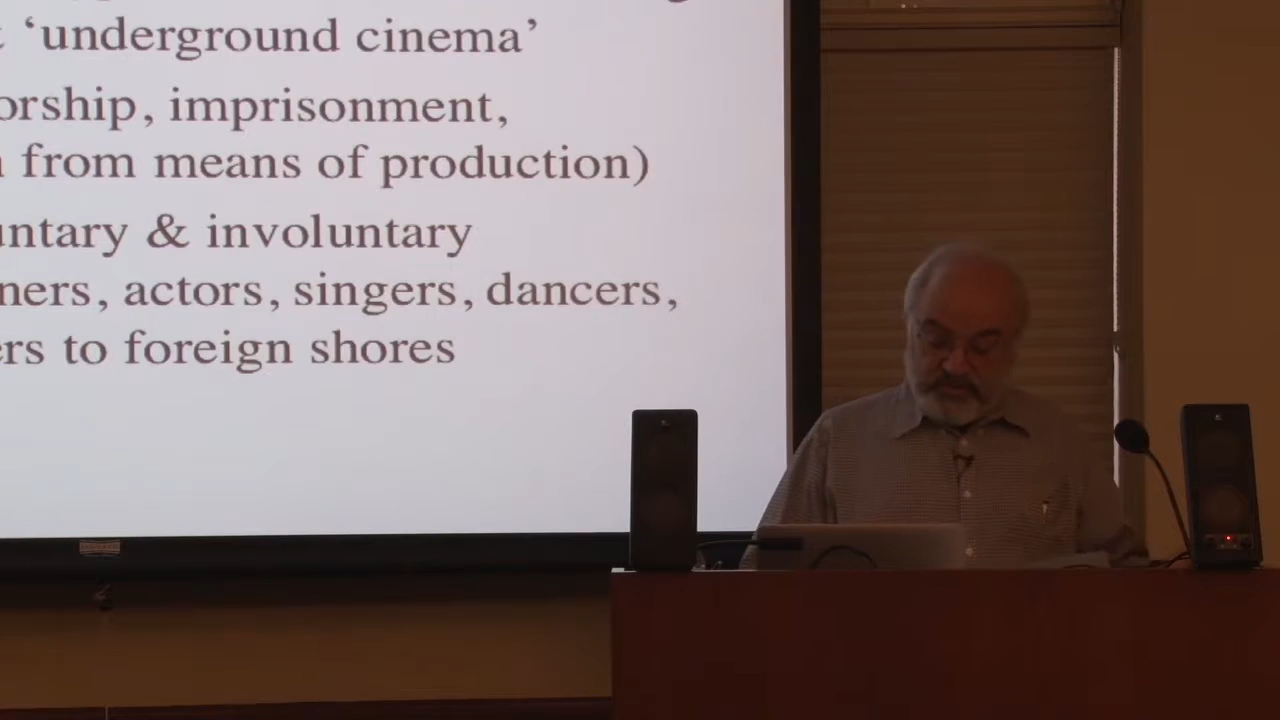 ‘underground cinema’
orship, imprisonment,
from means of production)
untary & involuntary
ners, actors, singers, dancers,
ers to foreign shores